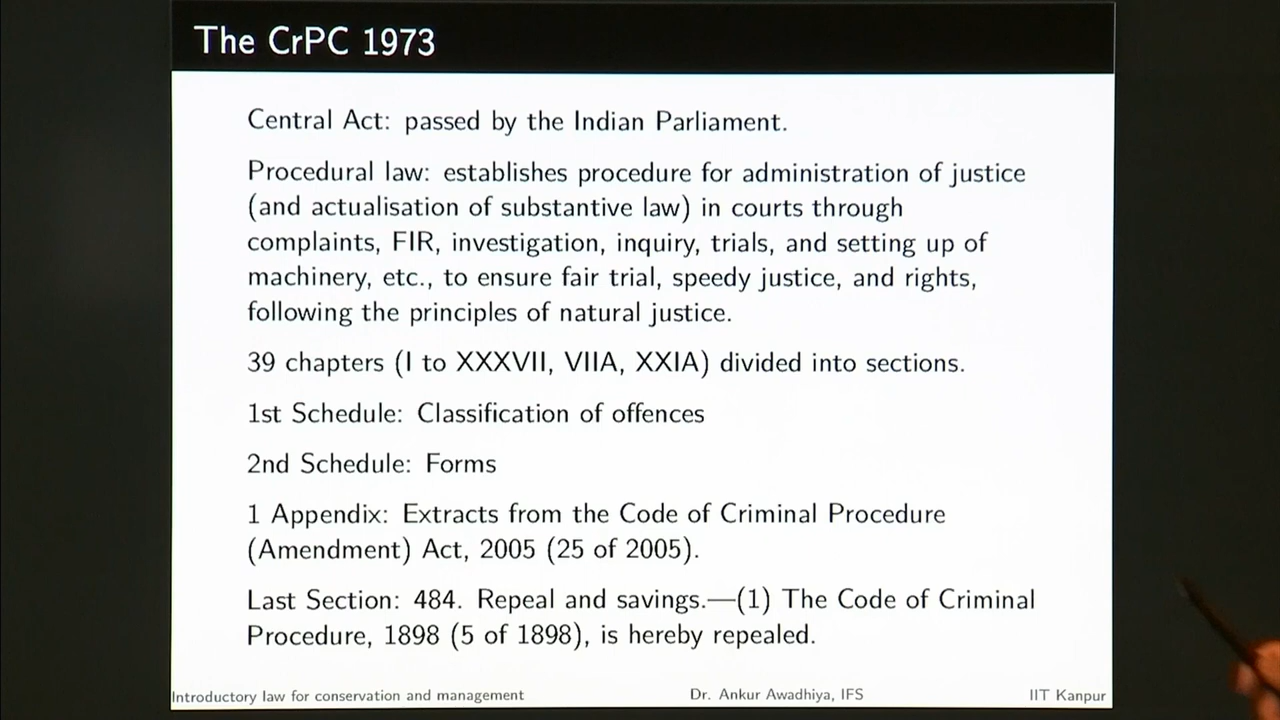 The CrPC 1973
Central Act: passed by the Indian Parliament.
Procedural law: establishes procedure for administration of justice
(and actualisation of substantive law) in courts through
complaints, FIR, investigation, inquiry, trials, and setting up of
machinery, etc., to ensure fair trial, speedy justice, and rights,
following the principles of natural justice.
39 chapters (I to XXXVII, VIIA, XXIA) divided into sections.
1st Schedule: Classification of offences
2nd Schedule: Forms
1 Appendix: Extracts from the Code of Criminal Procedure
(Amendment) Act, 2005 (25 of 2005).
Last Section: 484. Repeal and savings.—(1) The Code of Criminal
Procedure, 1898 (5 of 1898), is hereby repealed.
Introductory law for conservation and management Dr. Ankur Awadhiya, IFS IIT Kanpur